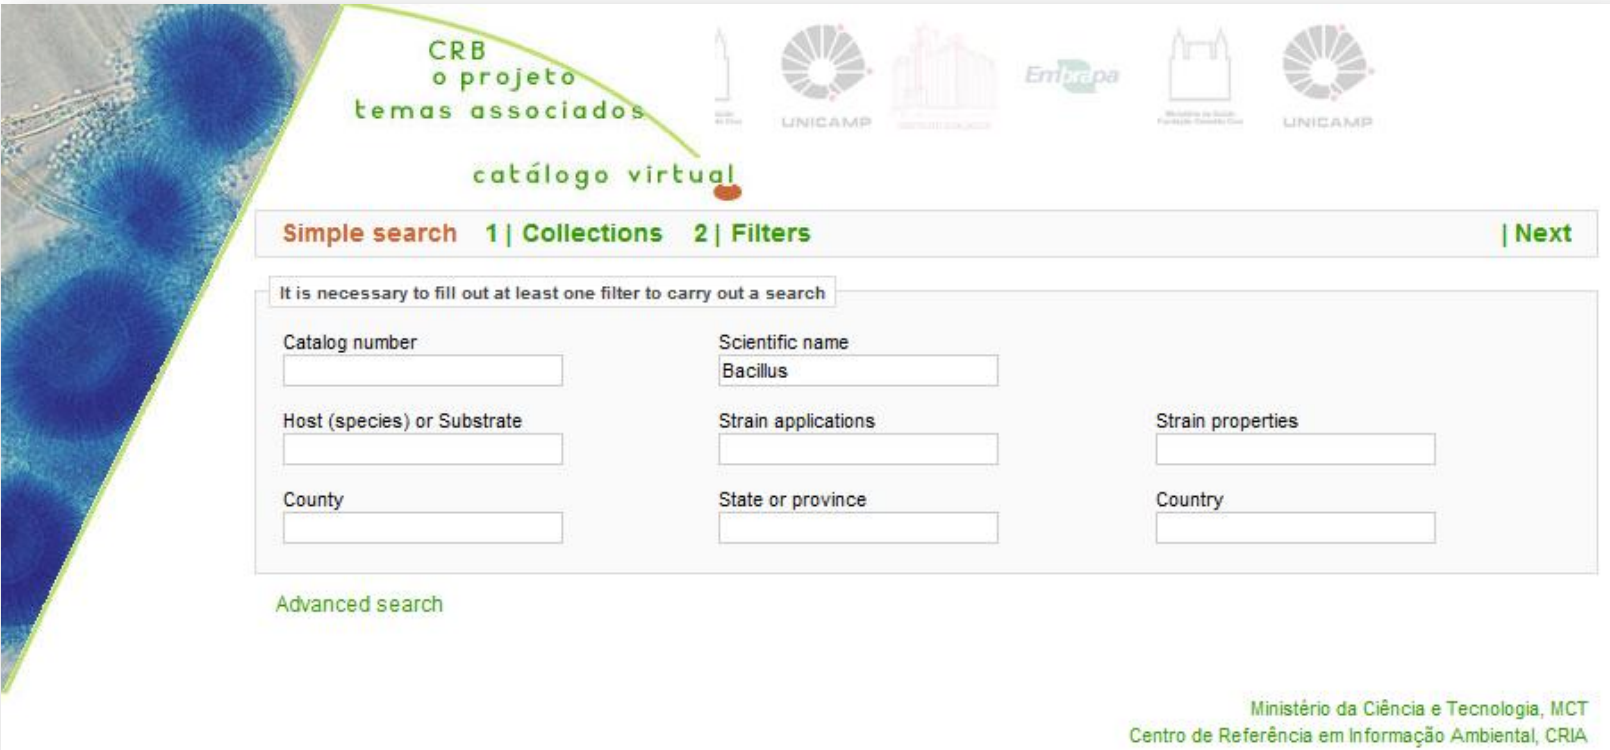 CRB
o projeto
temas associados
catálogo virtual
UNICAMP
Embrapa
UNICAMP
Simple search 1| Collections 2| Filters | Next
It is necessary to fill out at least one filter to carry out a search
Catalog number Scientific name
Bacillus
Host (species) or Substrate Strain applications Strain properties
County State or province Country
Advanced search
Ministério da Ciência e Tecnologia, MCT
Centro de Referência em Informação Ambiental, CRIA